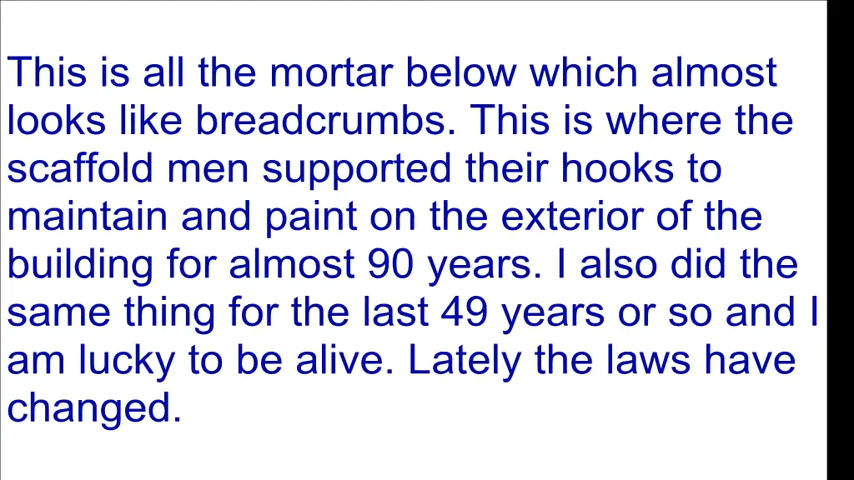 This is all the mortar below which almost
looks like breadcrumbs. This is where the
scaffold men supported their hooks to
maintain and paint on the exterior of the
building for almost 90 years. I also did the
same thing for the last 49 years or so and I
am lucky to be alive. Lately the laws have
changed.